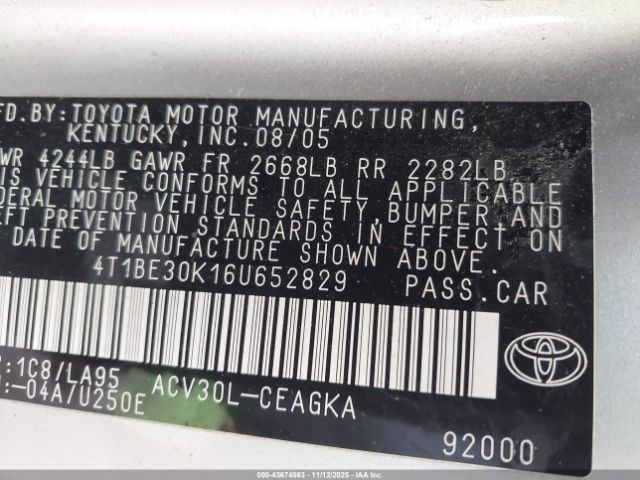 FD.BY:TOYOTA MOTOR MANUFACTURING,
KENTUCKY, INC.08/05
WR 4244LB GAWR FR 2668LB RR 2282LB
IS VEHICLE CONFORMS TO ALL APPLICABLE
DERAL MOTOR VEHICLE SAFETY,BUMPER,AND
EFT PREVENTION STANDARDS IN EFFECT ON
DATE OF MANUFACTURE SHOWN ABOVE.
4T1BE30K16U652829 PASS.CAR
:1C8/LA95 ACV30L-CEAGKA
:-04A/U250E
92000
000-43674863 11/12/2025 ©IAA Inc.